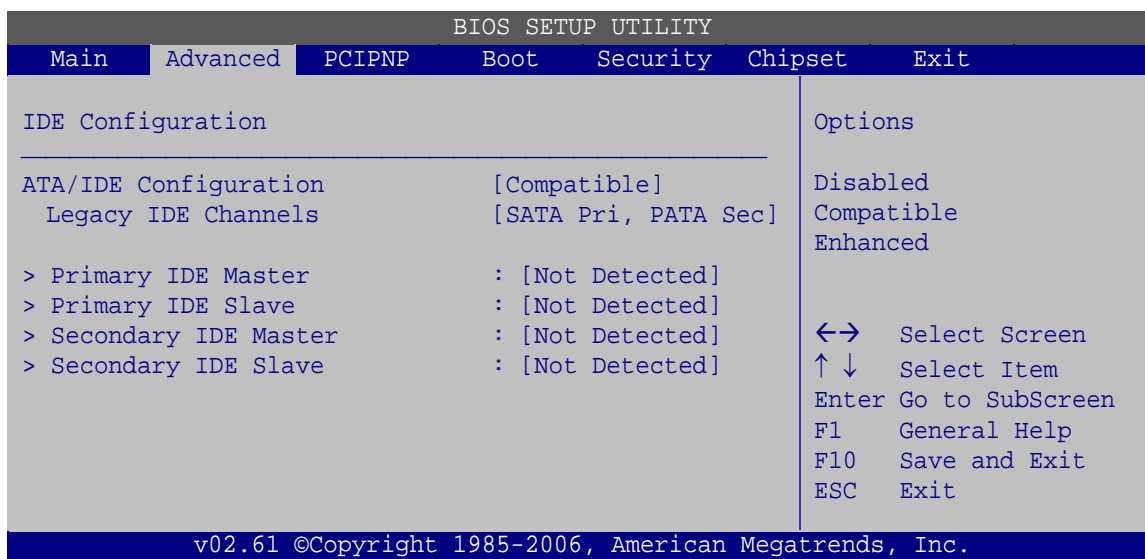 BIOS SETUP UTILITY
Main Advanced PCIPNP Boot Security Chipset Exit
IDE Configuration
ATA/IDE Configuration [Compatible]
Legacy IDE Channels [SATA Pri, PATA Sec]
> Primary IDE Master : [Not Detected]
> Primary IDE Slave : [Not Detected]
> Secondary IDE Master : [Not Detected]
> Secondary IDE Slave : [Not Detected]
Options
Disabled
Compatible
Enhanced
←→ Select Screen
↑ ↓ Select Item
Enter Go to SubScreen
F1 General Help
F10 Save and Exit
ESC Exit
v02.61 ©Copyright 1985-2006, American Megatrends, Inc.